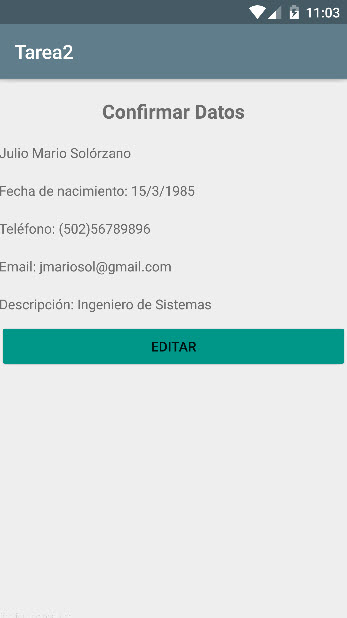 11:03
Tarea2
Confirmar Datos
Julio Mario Solórzano
Fecha de nacimiento: 15/3/1985
Teléfono: (502)56789896
Email: jmariosol@gmail.com
Descripción: Ingeniero de Sistemas
EDITAR